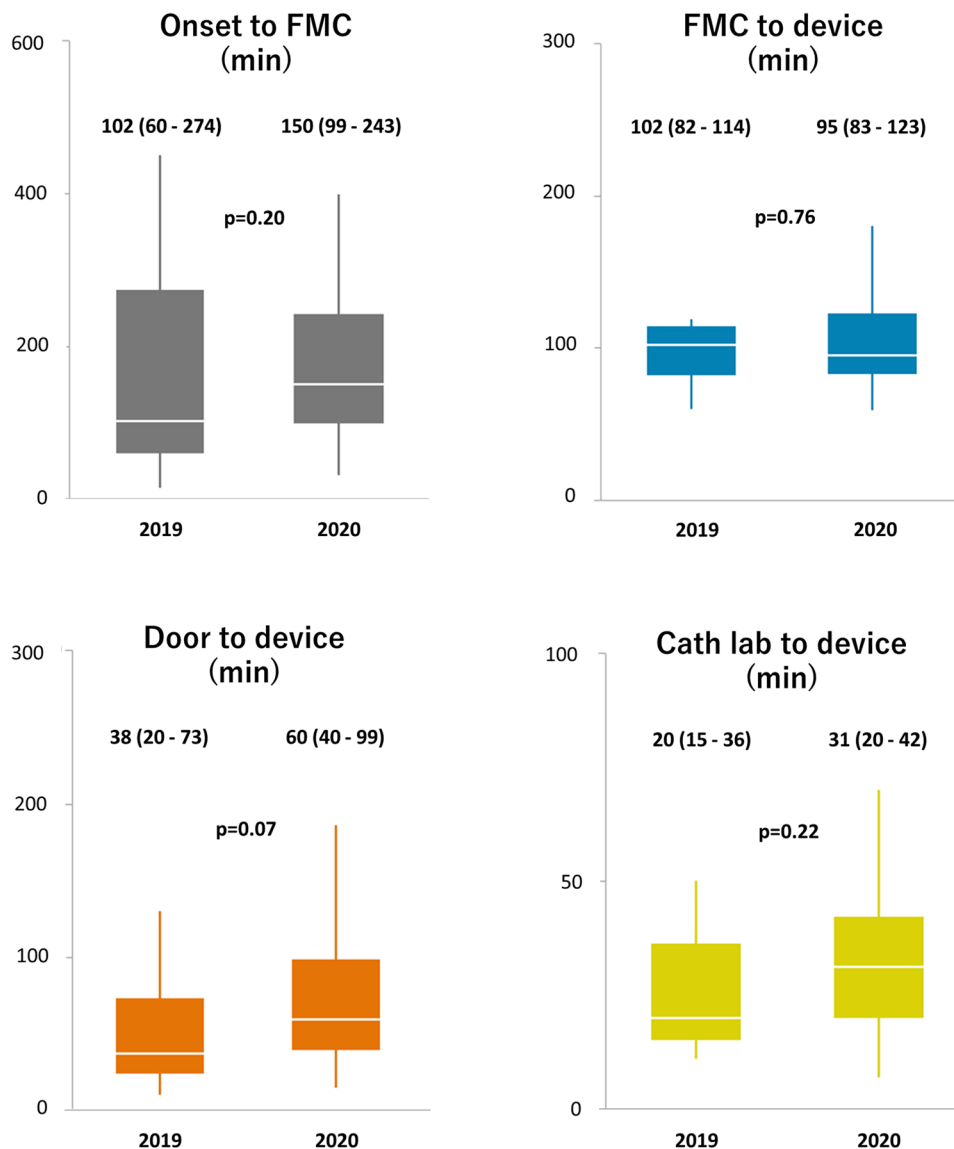 Onset to FMC
(min)
600
400
200
0
102 (60 - 274)
150 (99 - 243)
p=0.20
2019
2020
FMC to device
(min)
300
200
100
0
102 (82 - 114)
95 (83 - 123)
p=0.76
2019
2020
Door to device
(min)
300
200
100
0
38 (20 - 73)
60 (40 - 99)
p=0.07
2019
2020
Cath lab to device
(min)
100
50
0
20 (15 - 36)
31 (20 - 42)
p=0.22
2019
2020